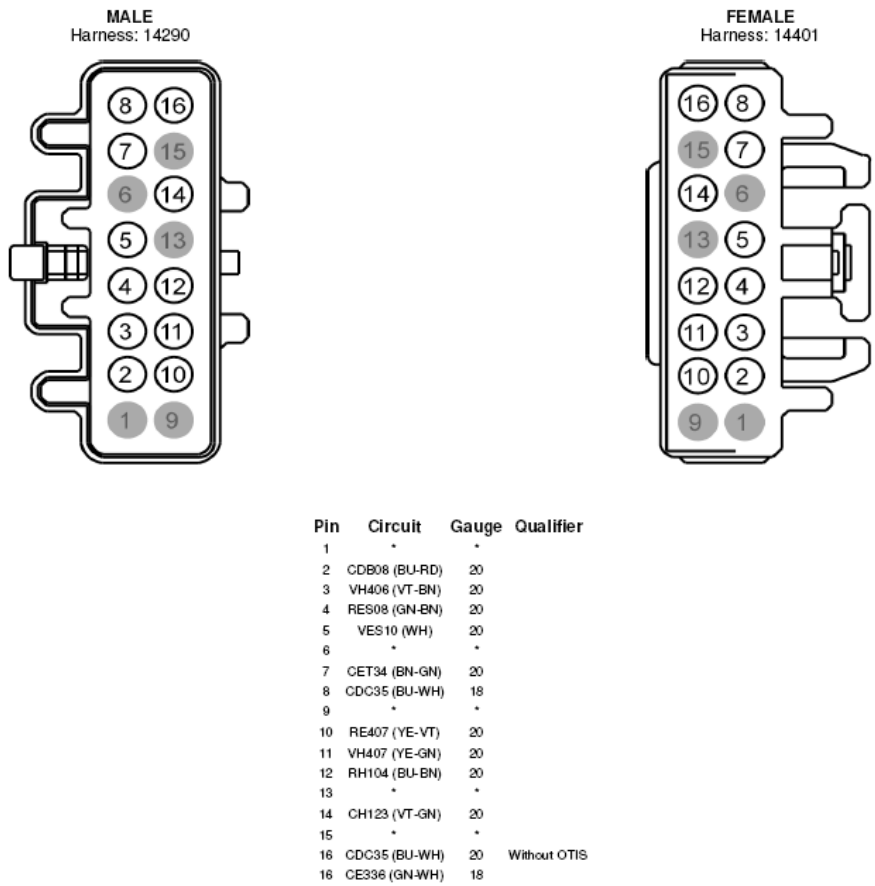 MALE
Harness: 14290
FEMALE
Harness: 14401
8 16
7 15
6 14
5 13
4 12
3 11
2 10
1 9
16 8
15 7
14 6
13 5
12 4
11 3
10 2
9 1
Pin Circuit Gauge Qualifier
1 * *
2 CDB08 (BU-RD) 20
3 VH406 (VT-BN) 20
4 RES08 (GN-BN) 20
5 VES10 (WH) 20
6 * *
7 CET34 (BN-GN) 20
8 CDC35 (BU-WH) 18
9 * *
10 RE407 (YE-VT) 20
11 VH407 (YE-GN) 20
12 RH104 (BU-BN) 20
13 * *
14 CH123 (VT-GN) 20
15 * *
16 CDC35 (BU-WH) 20 Without OTIS
16 CE336 (GN-WH) 18